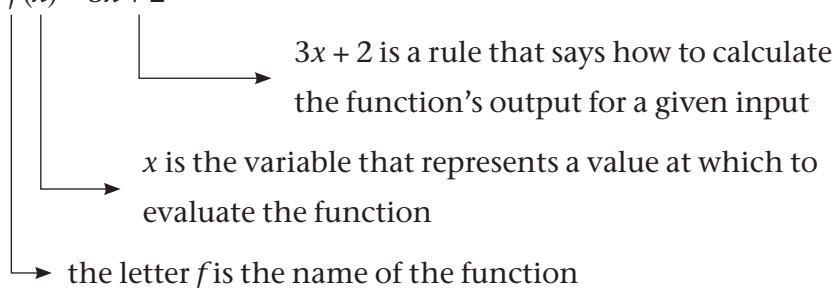 3x + 2 is a rule that says how to calculate
the function's output for a given input
x is the variable that represents a value at which to
evaluate the function
the letter f is the name of the function